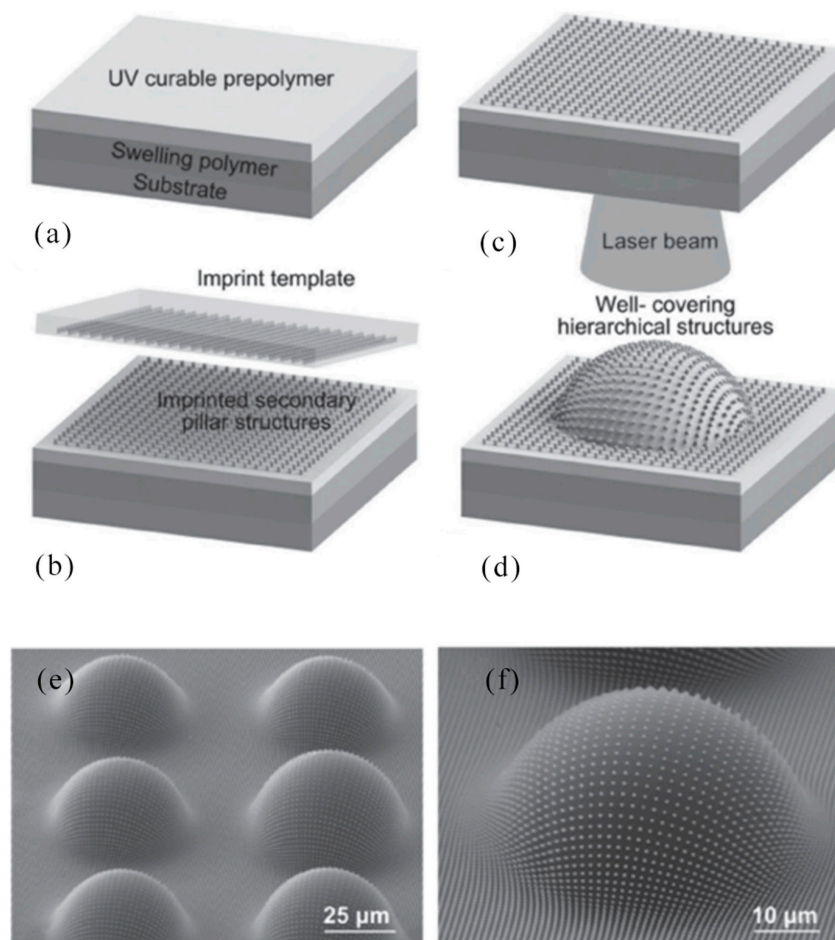 UV curable prepolymer
Swelling polymer
Substrate
(a)
(c)
Laser beam
Imprint template
Imprinted secondary
pillar structures
(b)
Well- covering
hierarchical structures
(d)
(e)
25 μm
(f)
10 μm